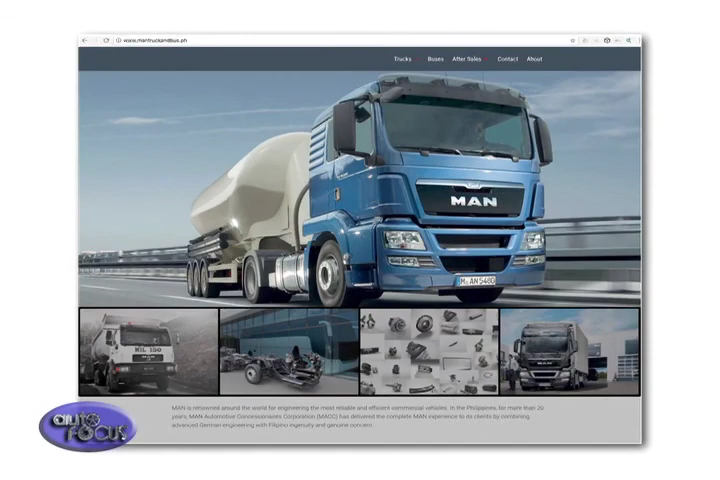 www.mantruckandbus.ph
Trucks Buses After Sales Contact About
MAN
M:AN 5480
MAN is renowned around the world for engineering the most reliable and efficient commercial vehicles. In the Philippines, for more than 20
years, MAN Automotive Concessionaires Corporation (MACC) has delivered the complete MAN experience to its clients by combining
advanced German engineering with Filipino ingenuity and genuine concern.
auto
FOCUS